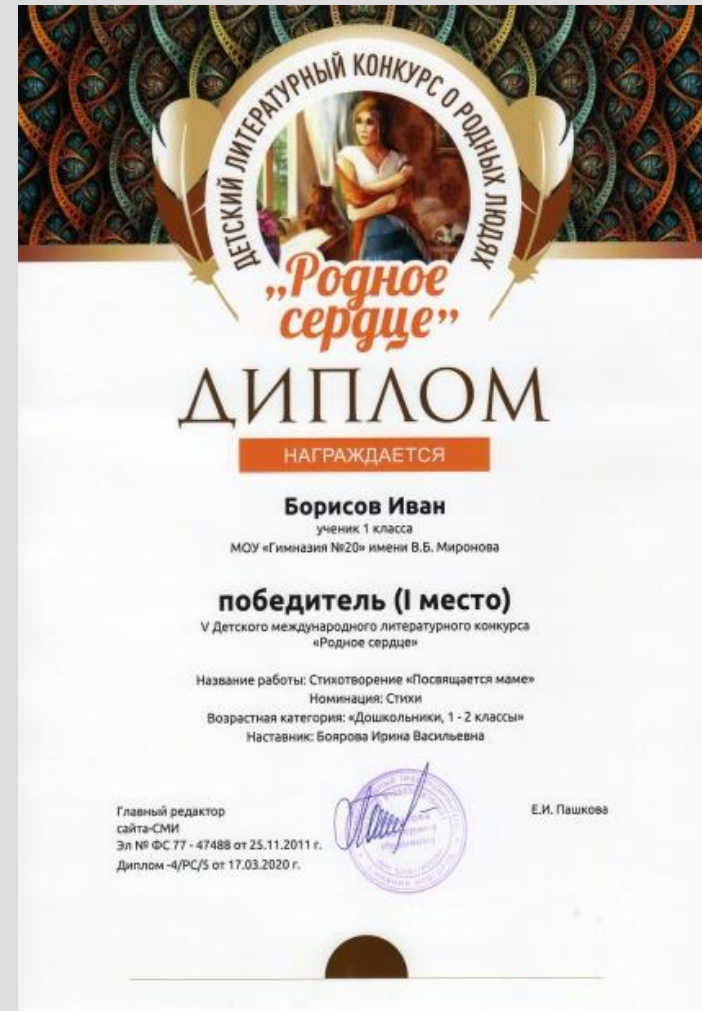 ДЕТСКИЙ ЛИТЕРАТУРНЫЙ КОНКУРС О РОДНЫХ ЛЮДЯХ
„Родное
сердце”
ДИПЛОМ
НАГРАЖДАЕТСЯ
Борисов Иван
ученик 1 класса
МОУ «Гимназия №20» имени В.Б. Миронова
победитель (I место)
V Детского международного литературного конкурса
«Родное сердце»
Название работы: Стихотворение «Посвящается маме»
Номинация: Стихи
Возрастная категория: «Дошкольники, 1 - 2 классы»
Наставник: Боярова Ирина Васильевна
Главный редактор
сайта-СМИ
Эл № ФС 77 - 47488 от 25.11.2011 г.
Диплом -4/РС/5 от 17.03.2020 г.
Е.И. Пашкова